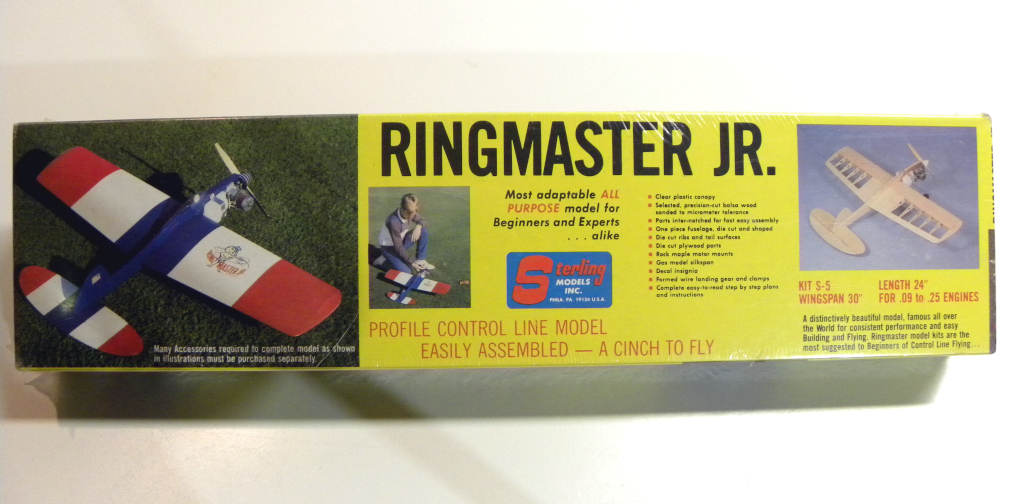 RINGMASTER JR.
Most adaptable ALL
PURPOSE model for
Beginners and Experts
. . . alike
Sterling
MODELS
INC.
PHILA. PA. 19134 U.S.A.
Clear plastic canopy
Selected, precision-cut balsa wood
sanded to micrometer tolerance
Parts inter-notched for fast easy assembly
One piece fuselage, die cut and shaped
Die cut ribs and tail surfaces
Die cut plywood parts
Rock maple motor mounts
Gas model silkspan
Decal insignia
Formed wire landing gear and clamps
Complete easy-to-read step by step plans
and instructions
PROFILE CONTROL LINE MODEL
EASILY ASSEMBLED — A CINCH TO FLY
KIT S-5
WINGSPAN 30"
LENGTH 24"
FOR .09 to .25 ENGINES
A distinctively beautiful model, famous all over
the World for consistent performance and easy
Building and Flying. Ringmaster model kits are the
most suggested to Beginners of Control Line Flying...
Many Accessories required to complete model as shown
in illustrations must be purchased separately.